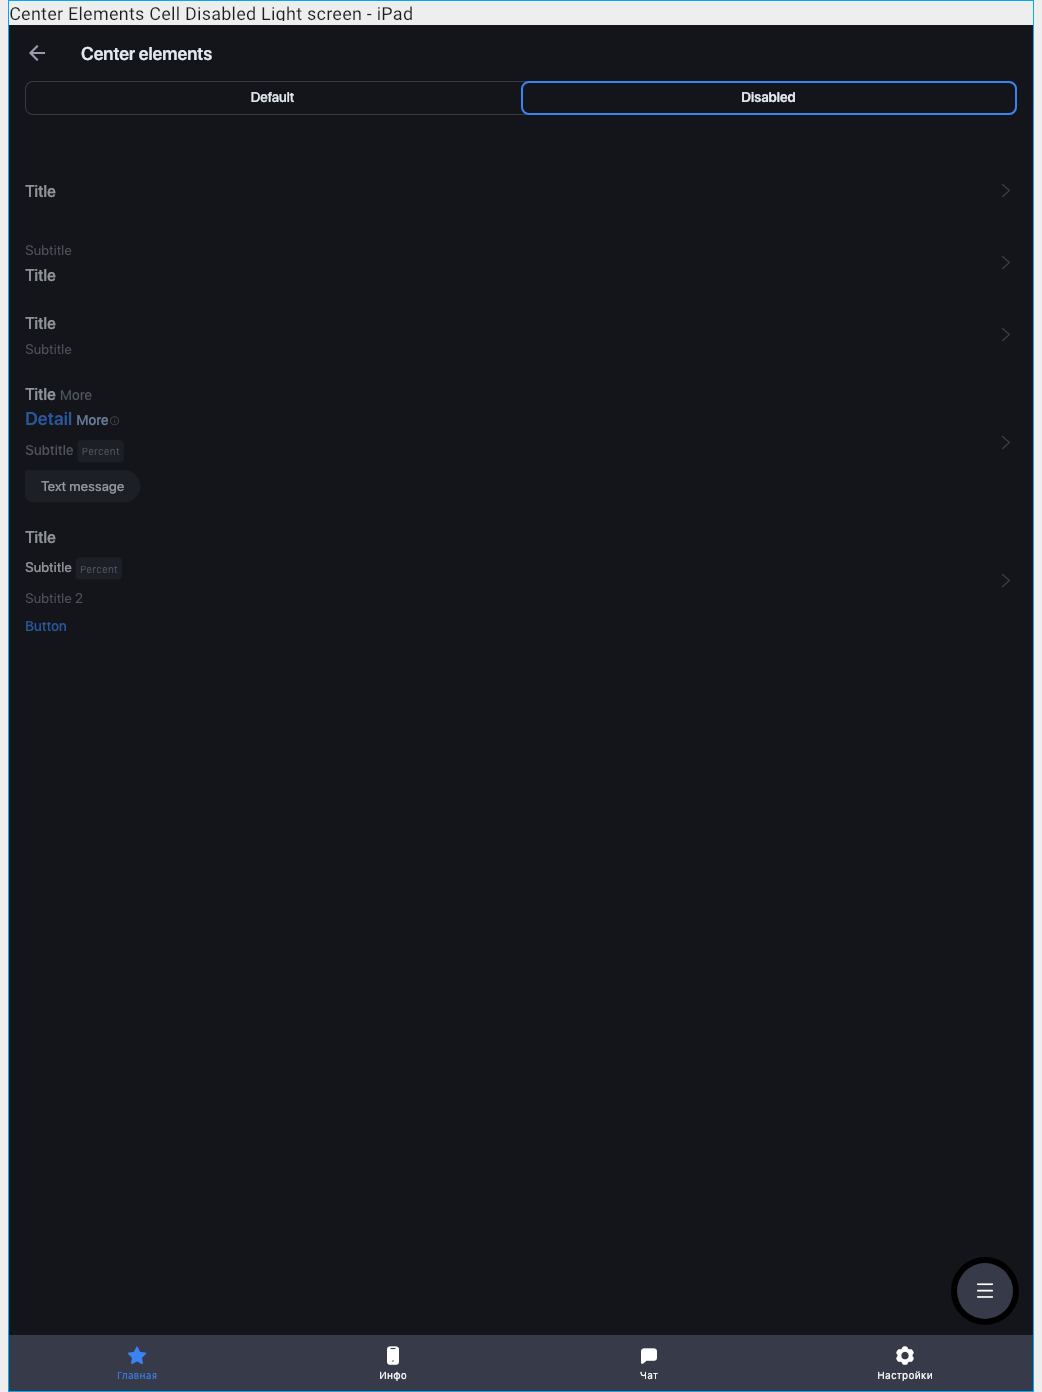 Center Elements Cell Disabled Light screen - iPad
Center elements
Default
Disabled
Title
Subtitle
Title
Title
Subtitle
Title More
Detail More
Subtitle Percent
Text message
Title
Subtitle Percent
Subtitle 2
Button
Главная
Инфо
Чат
Настройки